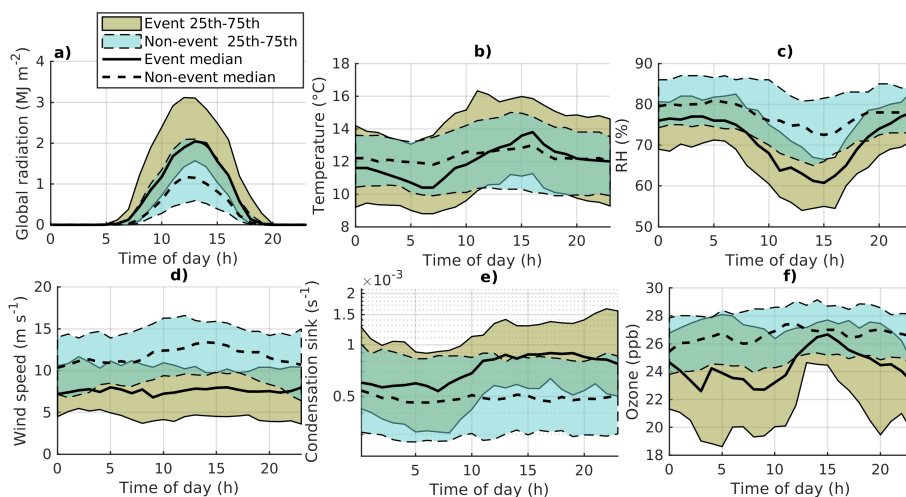 Event 25th-75th
Non-event 25th-75th
Event median
Non-event median
a)
Global radiation (MJ m-2)
4
3
2
1
0
0 5 10 15 20
Time of day (h)
b)
Temperature (°C)
18
16
14
12
10
8
0 5 10 15 20
Time of day (h)
c)
RH (%)
90
80
70
60
50
0 5 10 15 20
Time of day (h)
d)
Wind speed (m s-1)
20
15
10
5
0
0 10 20
Time of day (h)
e)
×10-3
Condensation sink (s-1)
2
1.5
1
0.5
5 10 15 20
Time of day (h)
f)
Ozone (ppb)
30
28
26
24
22
20
18
0 5 10 15 20
Time of day (h)